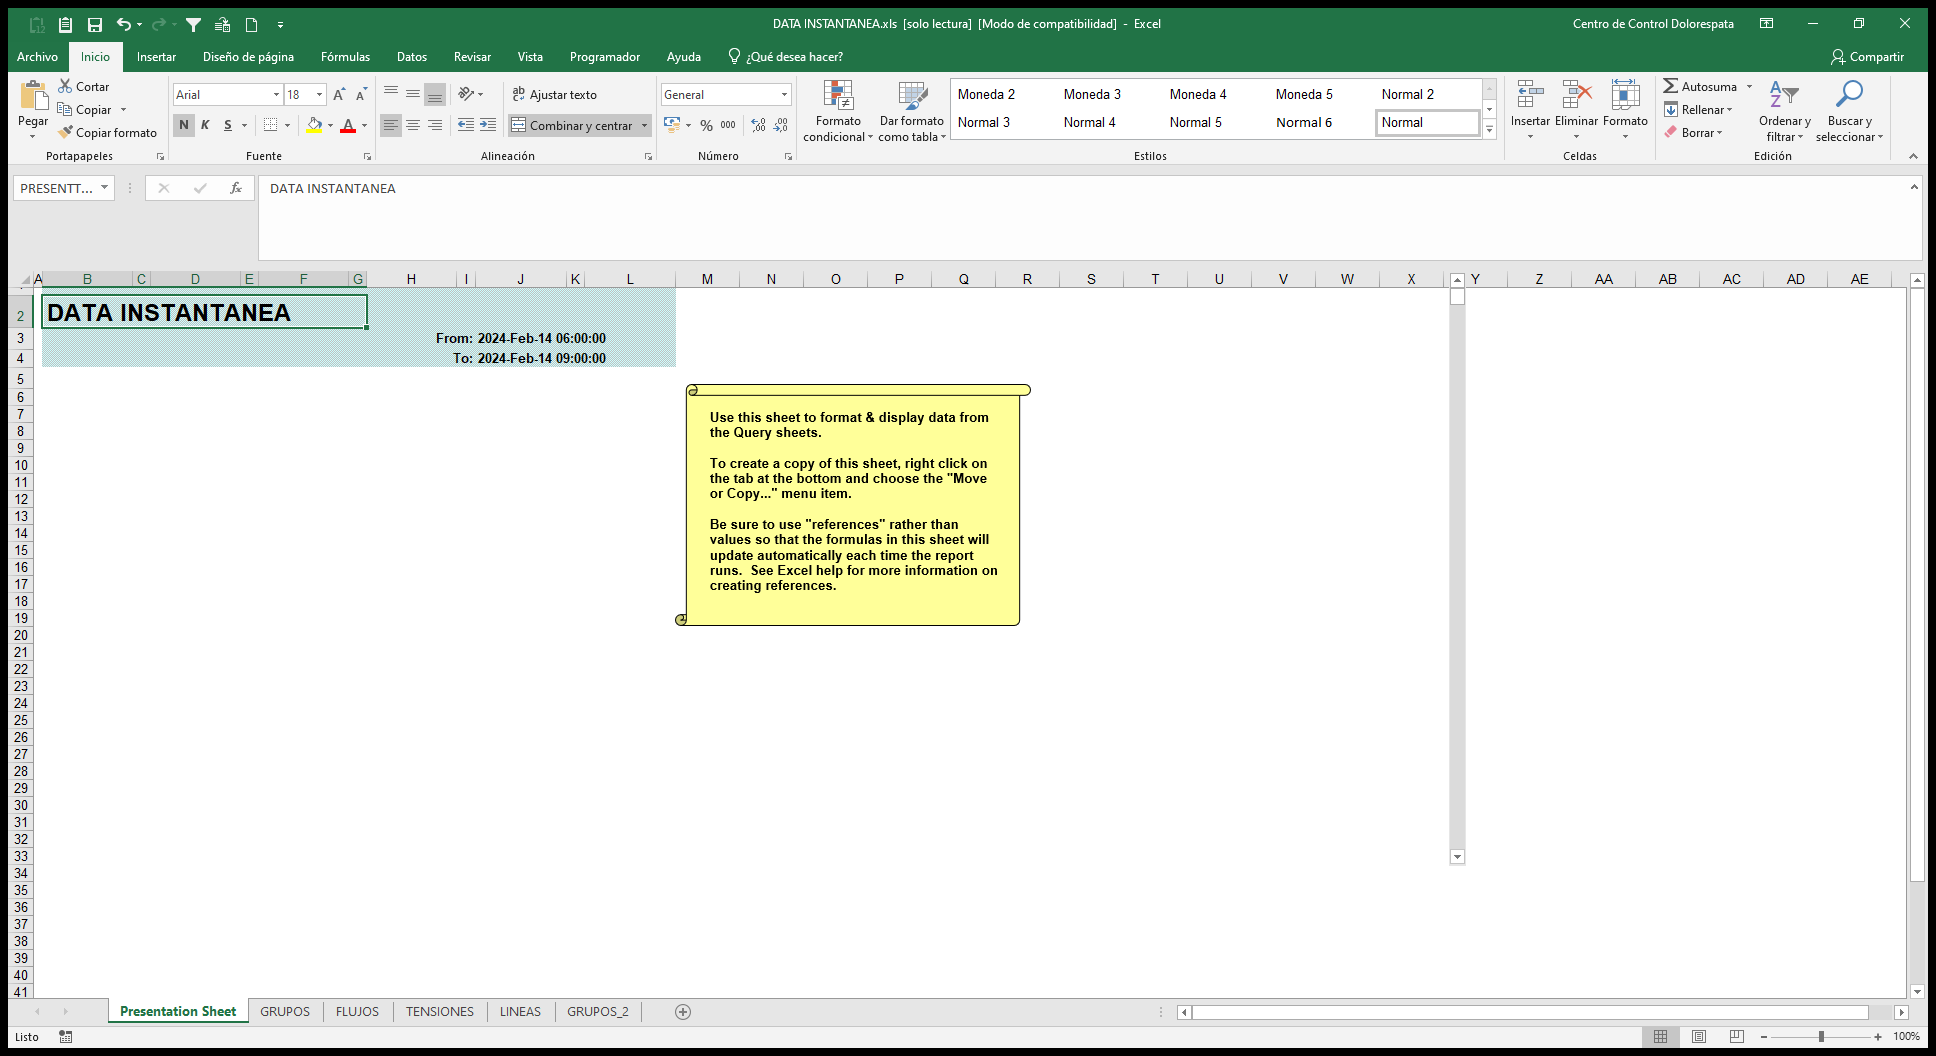 DATA INSTANTANEA.xls [solo lectura] [Modo de compatibilidad] - Excel
Centro de Control Dolorespata
Archivo Inicio Insertar Diseño de página Fórmulas Datos Revisar Vista Programador Ayuda ¿Qué desea hacer? Compartir
Pegar
Cortar
Copiar
Copiar formato
Portapapeles
Arial 18
N K S
Fuente
Ajustar texto
Combinar y centrar
Alineación
General
% 000
Número
Formato condicional
Dar formato como tabla
Moneda 2 Moneda 3 Moneda 4 Moneda 5 Normal 2
Normal 3 Normal 4 Normal 5 Normal 6 Normal
Estilos
Insertar Eliminar Formato
Celdas
Autosuma
Rellenar
Borrar
Ordenar y filtrar
Buscar y seleccionar
Edición
PRESENTT... fx DATA INSTANTANEA
A B C D E F G H I J K L M N O P Q R S T U V W X Y Z AA AB AC AD AE
2 DATA INSTANTANEA
3 From: 2024-Feb-14 06:00:00
4 To: 2024-Feb-14 09:00:00
5
6
7
8
9
10
11
12
13
14
15
16
17
18
19
20
21
22
23
24
25
26
27
28
29
30
31
32
33
34
35
36
37
38
39
40
41
Use this sheet to format & display data from
the Query sheets.
To create a copy of this sheet, right click on
the tab at the bottom and choose the "Move
or Copy..." menu item.
Be sure to use "references" rather than
values so that the formulas in this sheet will
update automatically each time the report
runs.  See Excel help for more information on
creating references.
Presentation Sheet GRUPOS FLUJOS TENSIONES LINEAS GRUPOS_2
Listo
100%